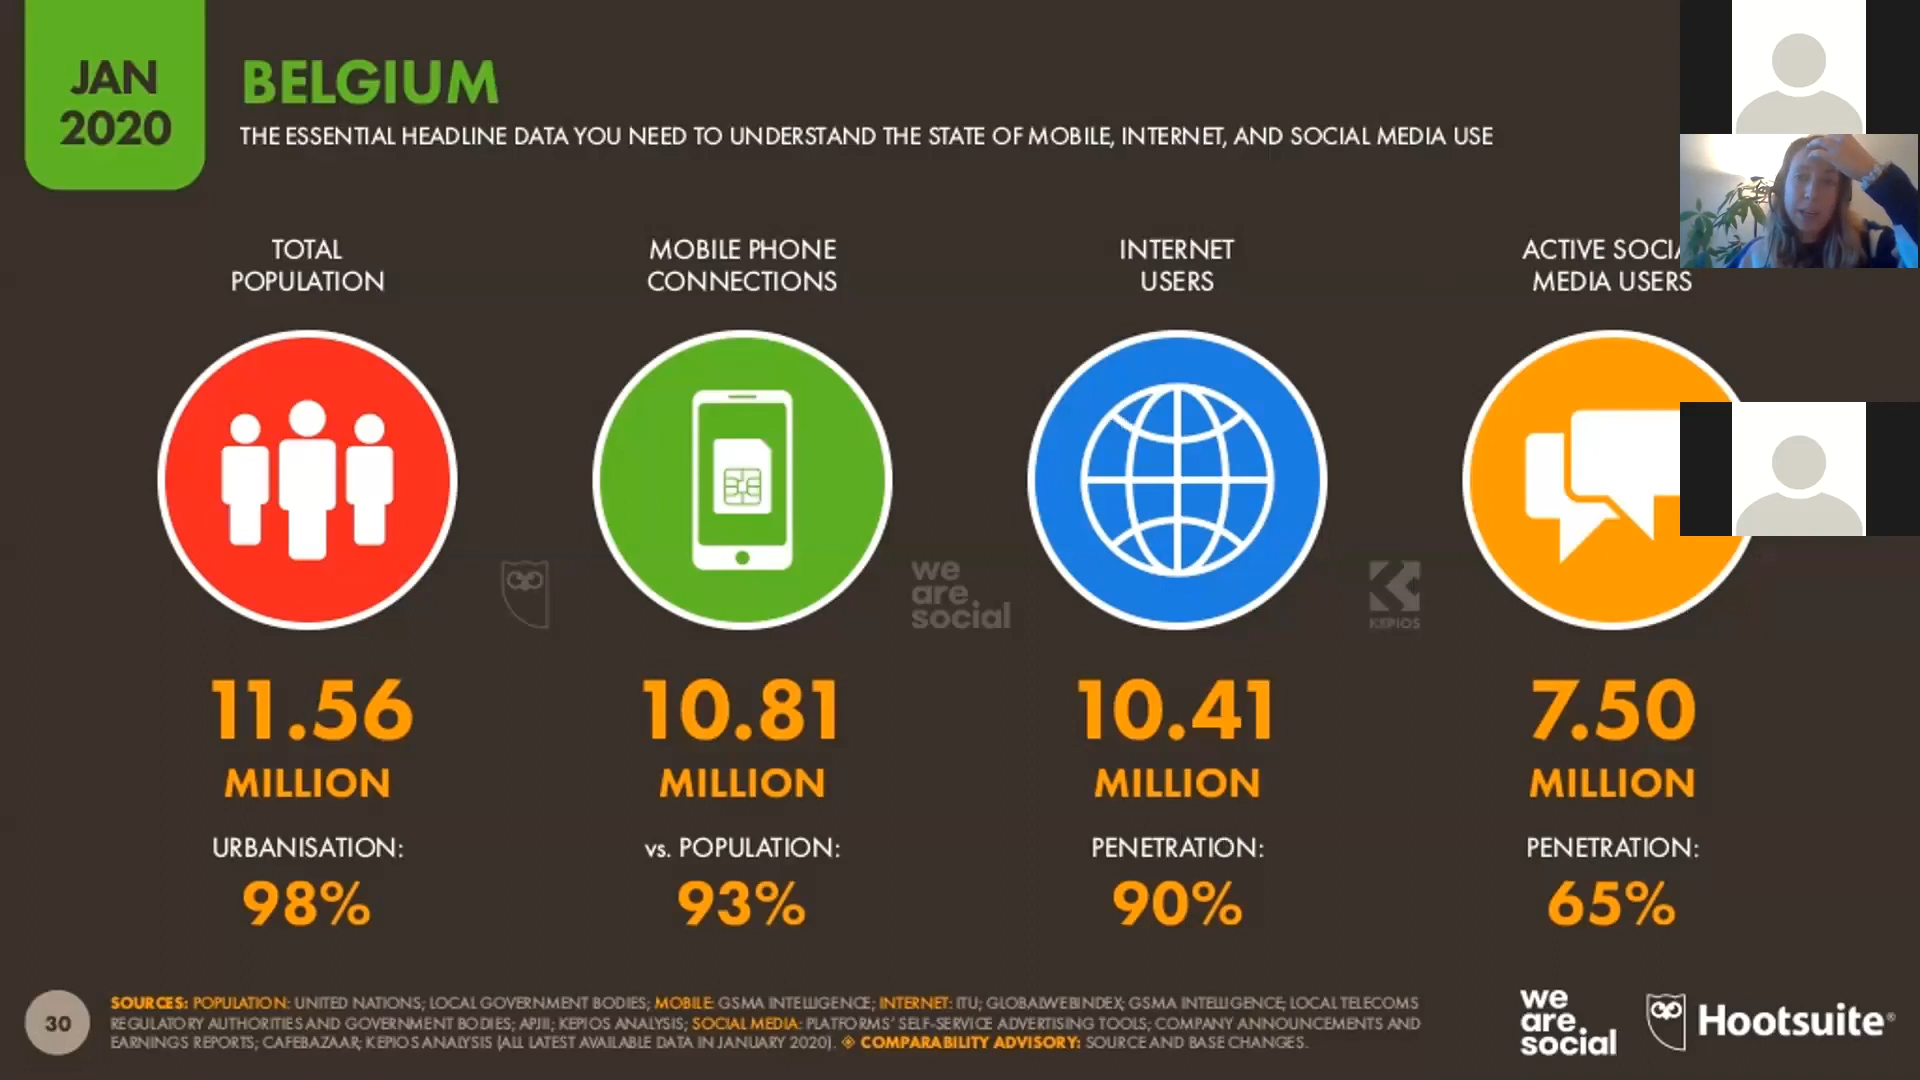 JAN
2020
BELGIUM
THE ESSENTIAL HEADLINE DATA YOU NEED TO UNDERSTAND THE STATE OF MOBILE, INTERNET, AND SOCIAL MEDIA USE
TOTAL
POPULATION
MOBILE PHONE
CONNECTIONS
INTERNET
USERS
ACTIVE SOCIA
MEDIA USERS
we
are
social
KEPIOS
11.56
MILLION
URBANISATION:
98%
10.81
MILLION
vs. POPULATION:
93%
10.41
MILLION
PENETRATION:
90%
7.50
MILLION
PENETRATION:
65%
30
SOURCES: POPULATION: UNITED NATIONS; LOCAL GOVERNMENT BODIES; MOBILE: GSMA INTELLIGENCE; INTERNET: ITU; GLOBALWEBINDEX; GSMA INTELLIGENCE; LOCAL TELECOMS
REGULATORY AUTHORITIES AND GOVERNMENT BODIES; APJII; KEPIOS ANALYSIS; SOCIAL MEDIA: PLATFORMS' SELF-SERVICE ADVERTISING TOOLS; COMPANY ANNOUNCEMENTS AND
EARNINGS REPORTS; CAFEBAZAAR; KEPIOS ANALYSIS (ALL LATEST AVAILABLE DATA IN JANUARY 2020). ◈ COMPARABILITY ADVISORY: SOURCE AND BASE CHANGES.
we
are
social
Hootsuite®